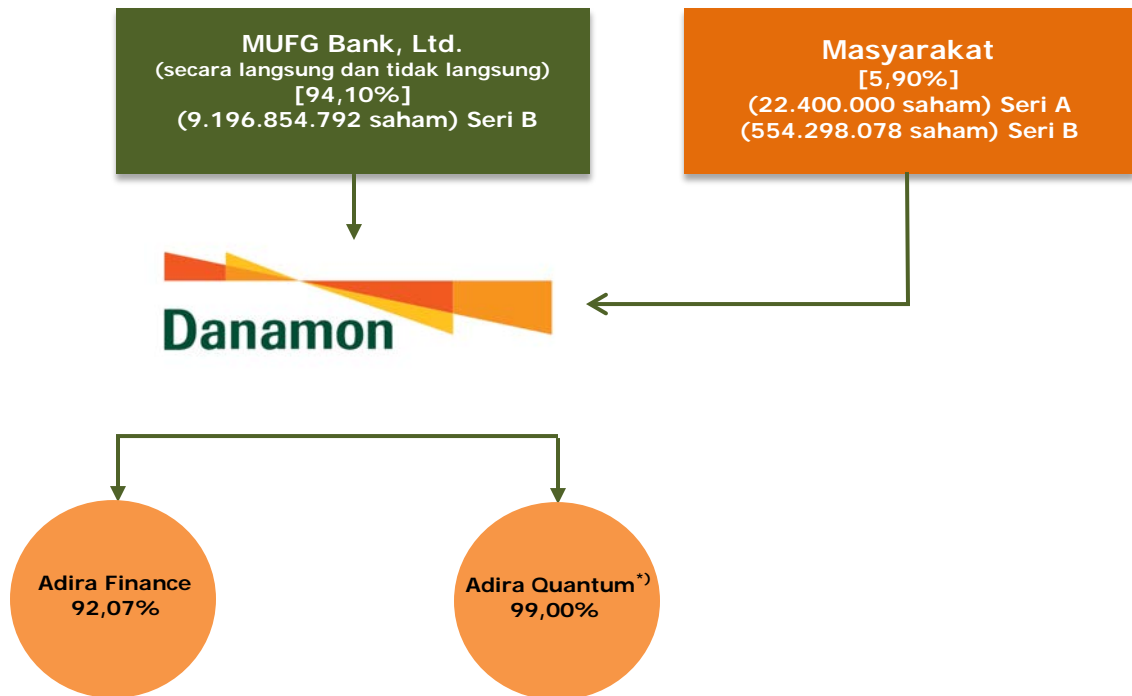 MUFG Bank, Ltd.
(secara langsung dan tidak langsung)
[94,10%]
(9.196.854.792 saham) Seri B
Masyarakat
[5,90%]
(22.400.000 saham) Seri A
(554.298.078 saham) Seri B
Danamon
Adira Finance
92,07%
Adira Quantum*)
99,00%